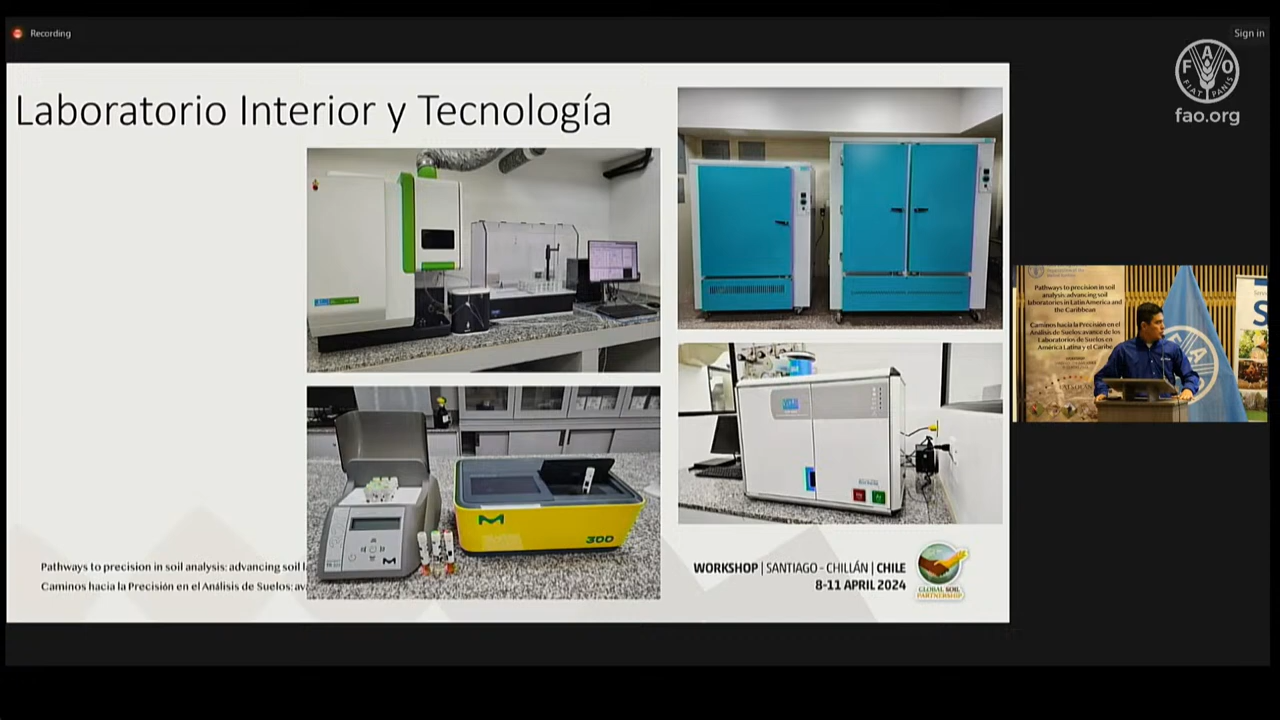 Recording
Sign in
FAO
FIAT PANIS
fao.org
Laboratorio Interior y Tecnología
300
Pathways to precision in soil analysis: advancing soil l
Caminos hacia la Precisión en el Análisis de Suelos: av
WORKSHOP | SANTIAGO - CHILLÁN | CHILE
8-11 APRIL 2024
GLOBAL SOIL
PARTNERSHIP
Pathways to precision in soil
analysis: advancing soil
laboratories in Latin America and
the Caribbean
Caminos hacia la Precisión en el
Análisis de Suelos: avance de los
Laboratorios de Suelos en
América Latina y el Caribe